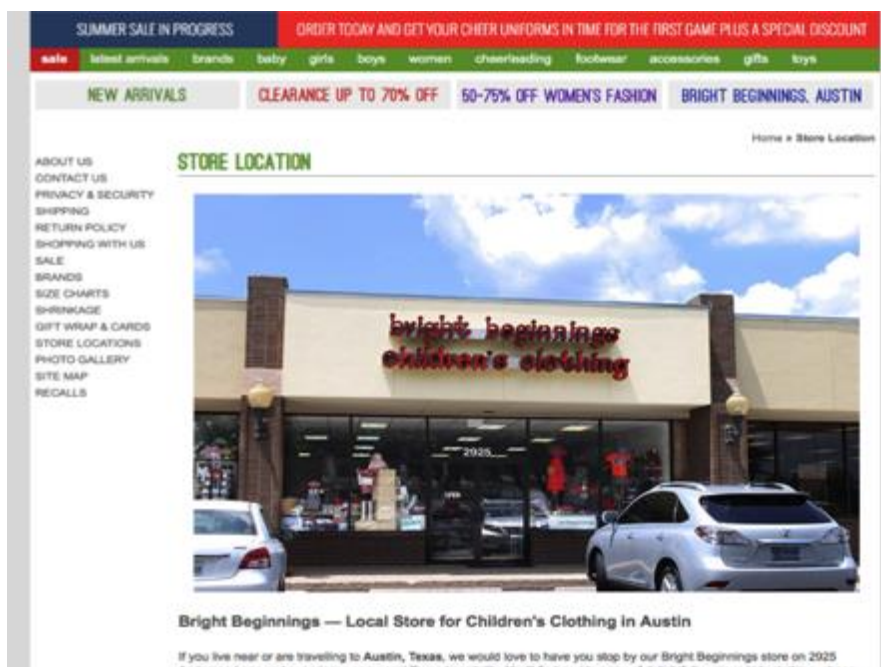 SUMMER SALE IN PROGRESS
ORDER TODAY AND GET YOUR CHEER UNIFORMS IN TIME FOR THE FIRST GAME PLUS A SPECIAL DISCOUNT
sale latest arrivals brands baby girls boys women cheerleading footwear accessories gifts toys
NEW ARRIVALS
CLEARANCE UP TO 70% OFF
50-75% OFF WOMEN'S FASHION
BRIGHT BEGINNINGS, AUSTIN
Home » Store Location
ABOUT US
CONTACT US
PRIVACY & SECURITY
SHIPPING
RETURN POLICY
SHOPPING WITH US
SALE
BRANDS
SIZE CHARTS
SHRINKAGE
GIFT WRAP & CARDS
STORE LOCATIONS
PHOTO GALLERY
SITE MAP
RECALLS
STORE LOCATION
bright beginnings
children's clothing
2925
Bright Beginnings — Local Store for Children's Clothing in Austin
If you live near or are travelling to Austin, Texas, we would love to have you stop by our Bright Beginnings store on 2925